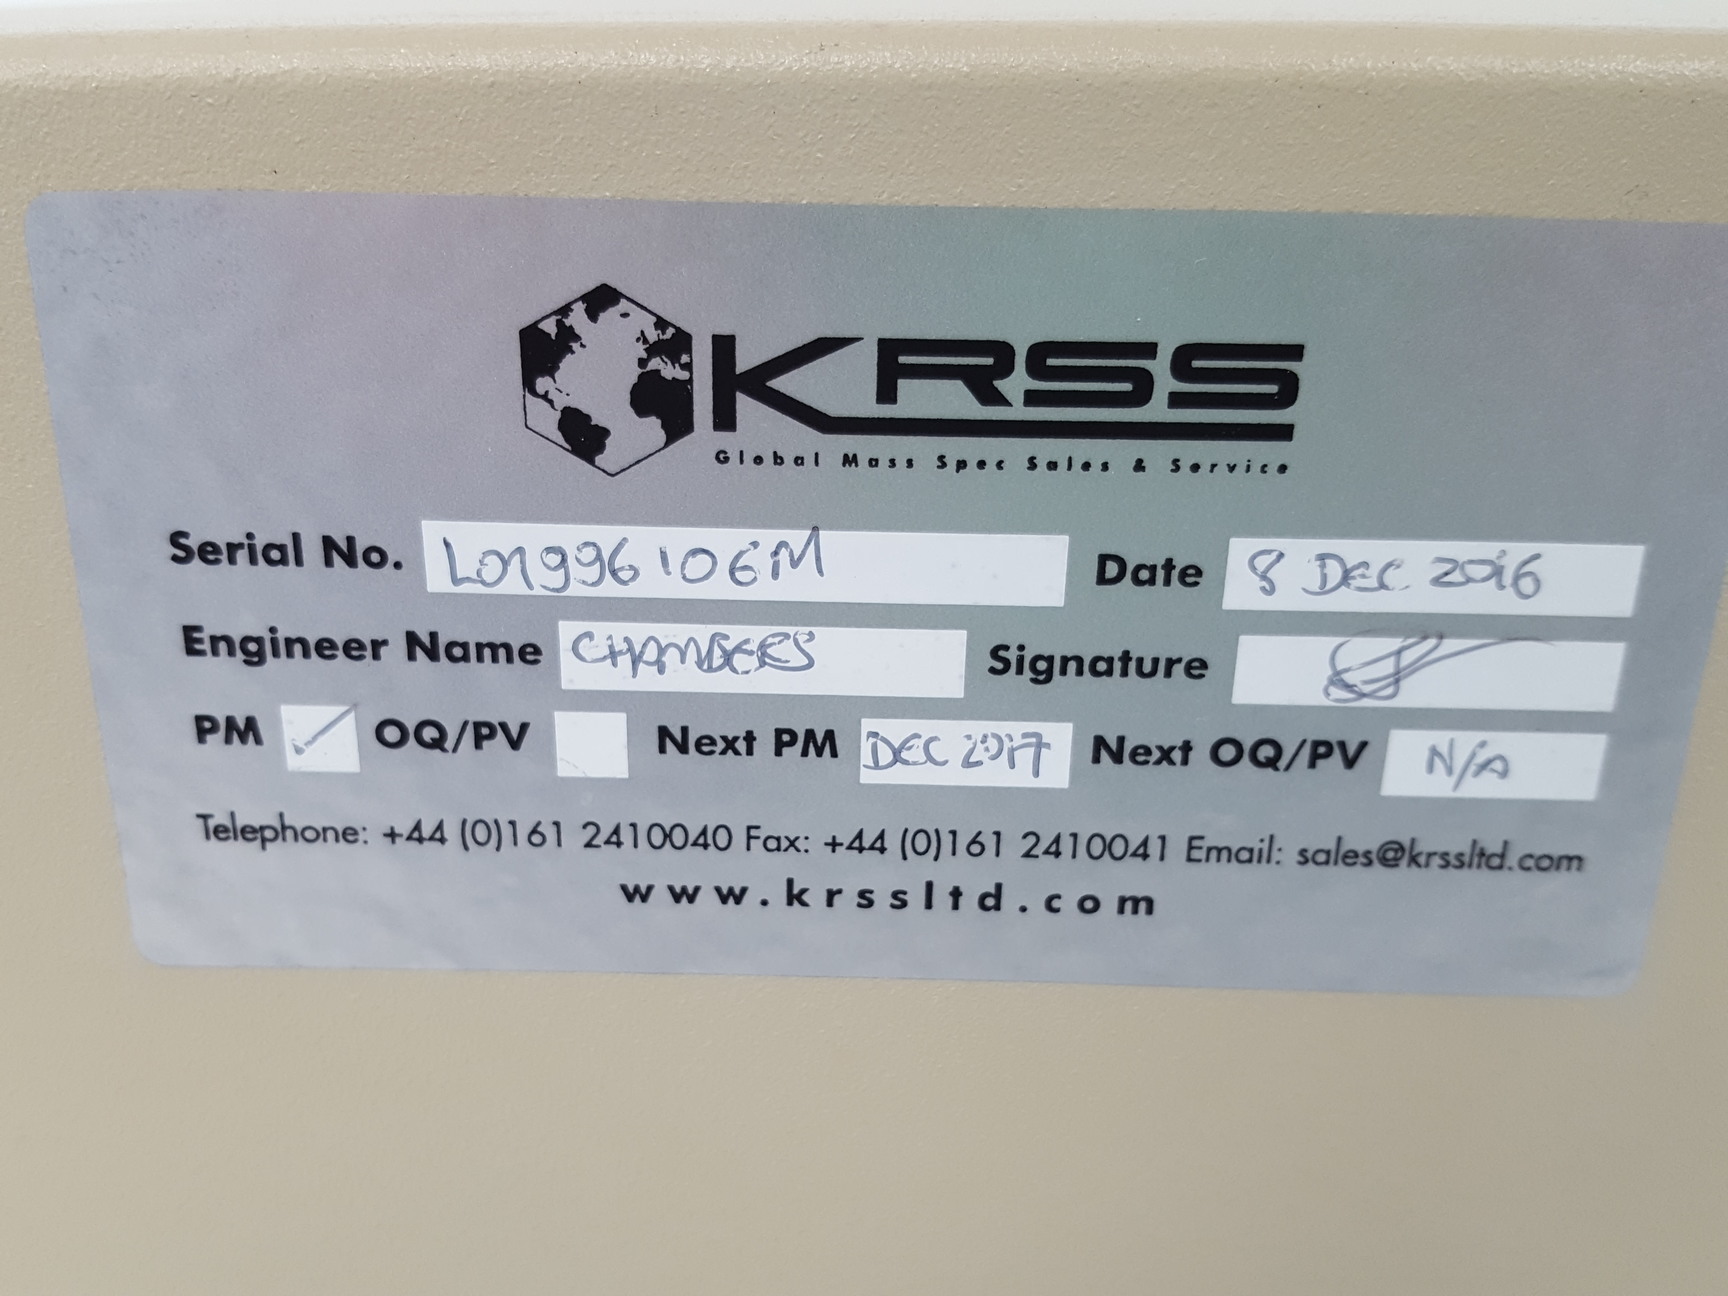 KRSS
Global Mass Spec Sales & Service
Serial No. L01996106M Date 8 DEC 2016
Engineer Name CHAMBERS Signature
PM ✓ OQ/PV Next PM DEC 2017 Next OQ/PV N/A
Telephone: +44 (0)161 2410040 Fax: +44 (0)161 2410041 Email: sales@krssltd.com
www.krssltd.com